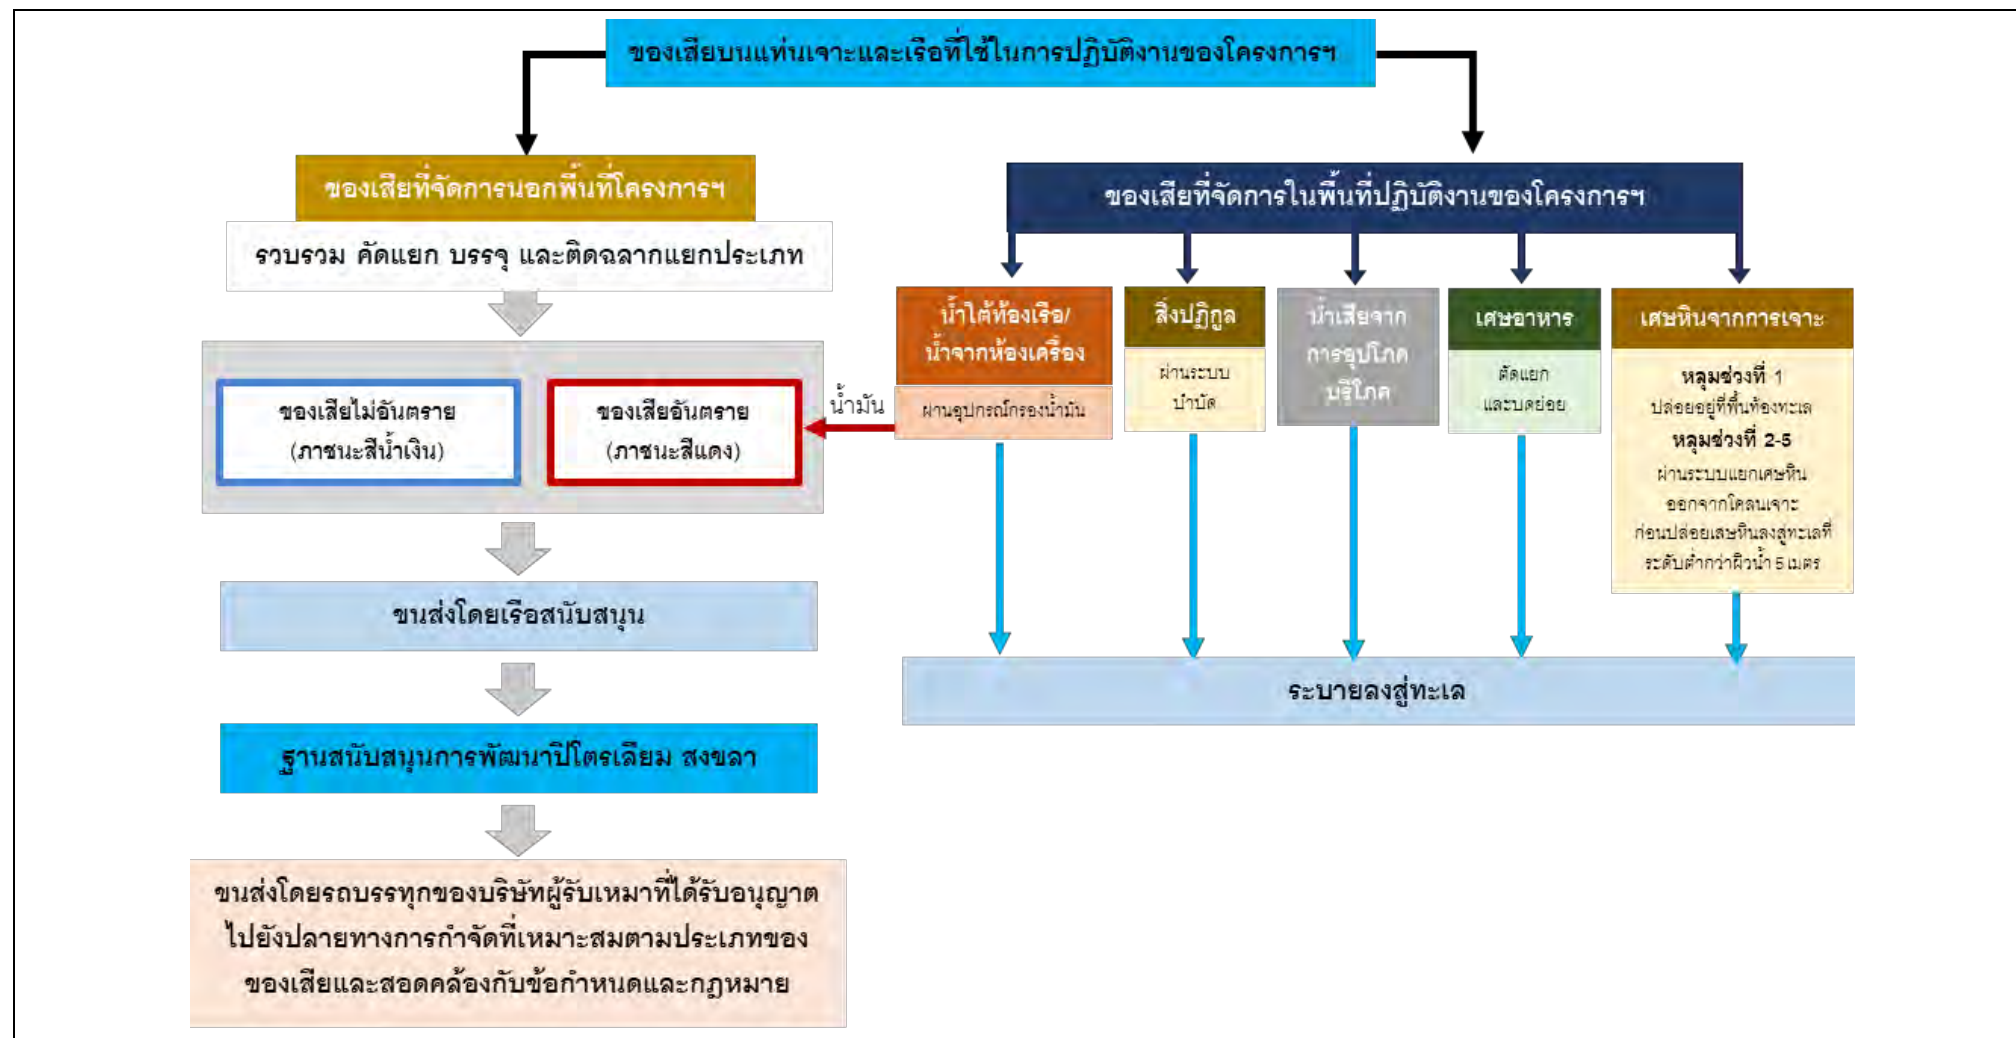 ของเสียบนแท่นเจาะและเรือที่ใช้ในการปฏิบัติงานของโครงการฯ
ของเสียที่จัดการนอกพื้นที่โครงการฯ
รวบรวม คัดแยก บรรจุ และติดฉลากแยกประเภท
ของเสียไม่อันตราย
(ภาชนะสีน้ำเงิน)
ของเสียอันตราย
(ภาชนะสีแดง)
น้ำมัน
ขนส่งโดยเรือสนับสนุน
ฐานสนับสนุนการพัฒนาปิโตรเลียม สงขลา
ขนส่งโดยรถบรรทุกของบริษัทผู้รับเหมาที่ได้รับอนุญาต
ไปยังปลายทางการกำจัดที่เหมาะสมตามประเภทของ
ของเสียและสอดคล้องกับข้อกำหนดและกฎหมาย
ของเสียที่จัดการในพื้นที่ปฏิบัติงานของโครงการฯ
น้ำใต้ท้องเรือ/
น้ำจากห้องเครื่อง
ผ่านอุปกรณ์กรองน้ำมัน
สิ่งปฏิกูล
ผ่านระบบ
บำบัด
น้ำเสียจาก
การอุปโภค
บริโภค
เศษอาหาร
คัดแยก
และบดย่อย
เศษหินจากการเจาะ
หลุมช่วงที่ 1
ปล่อยอยู่ที่พื้นท้องทะเล
หลุมช่วงที่ 2-5
ผ่านระบบแยกเศษหิน
ออกจากโคลนเจาะ
ก่อนปล่อยเศษหินลงสู่ทะเลที่
ระดับต่ำกว่าผิวน้ำ 5 เมตร
ระบายลงสู่ทะเล